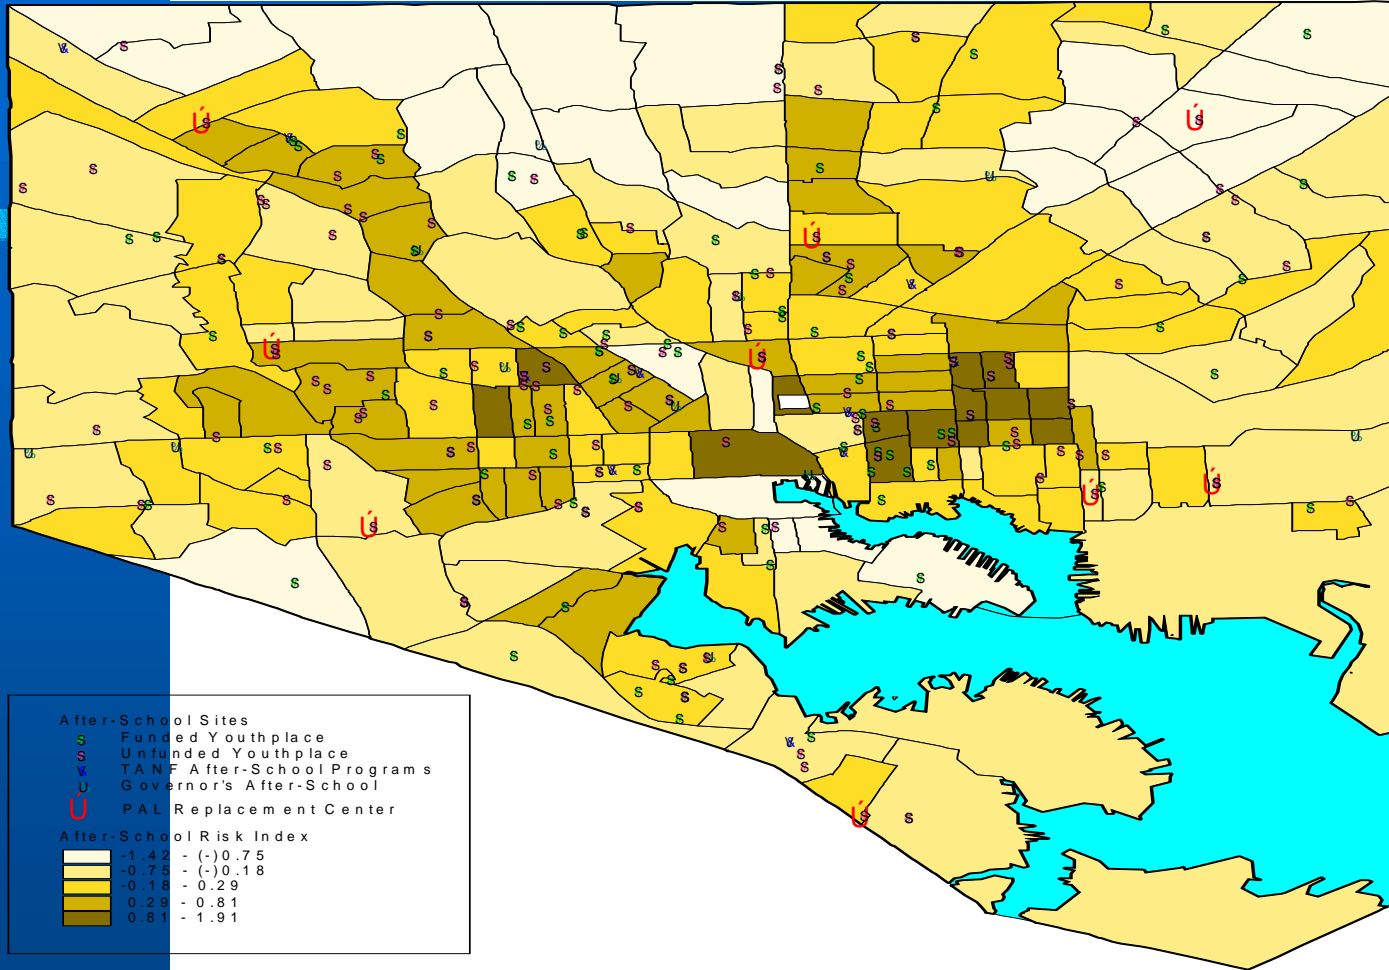 After-School Sites
S Funded Youthplace
S Unfunded Youthplace
TANF After-School Programs
U Governor's After-School
Ú PAL Replacement Center
After-School Risk Index
-1.42 - (-)0.75
-0.75 - (-)0.18
-0.18 - 0.29
0.29 - 0.81
0.81 - 1.91